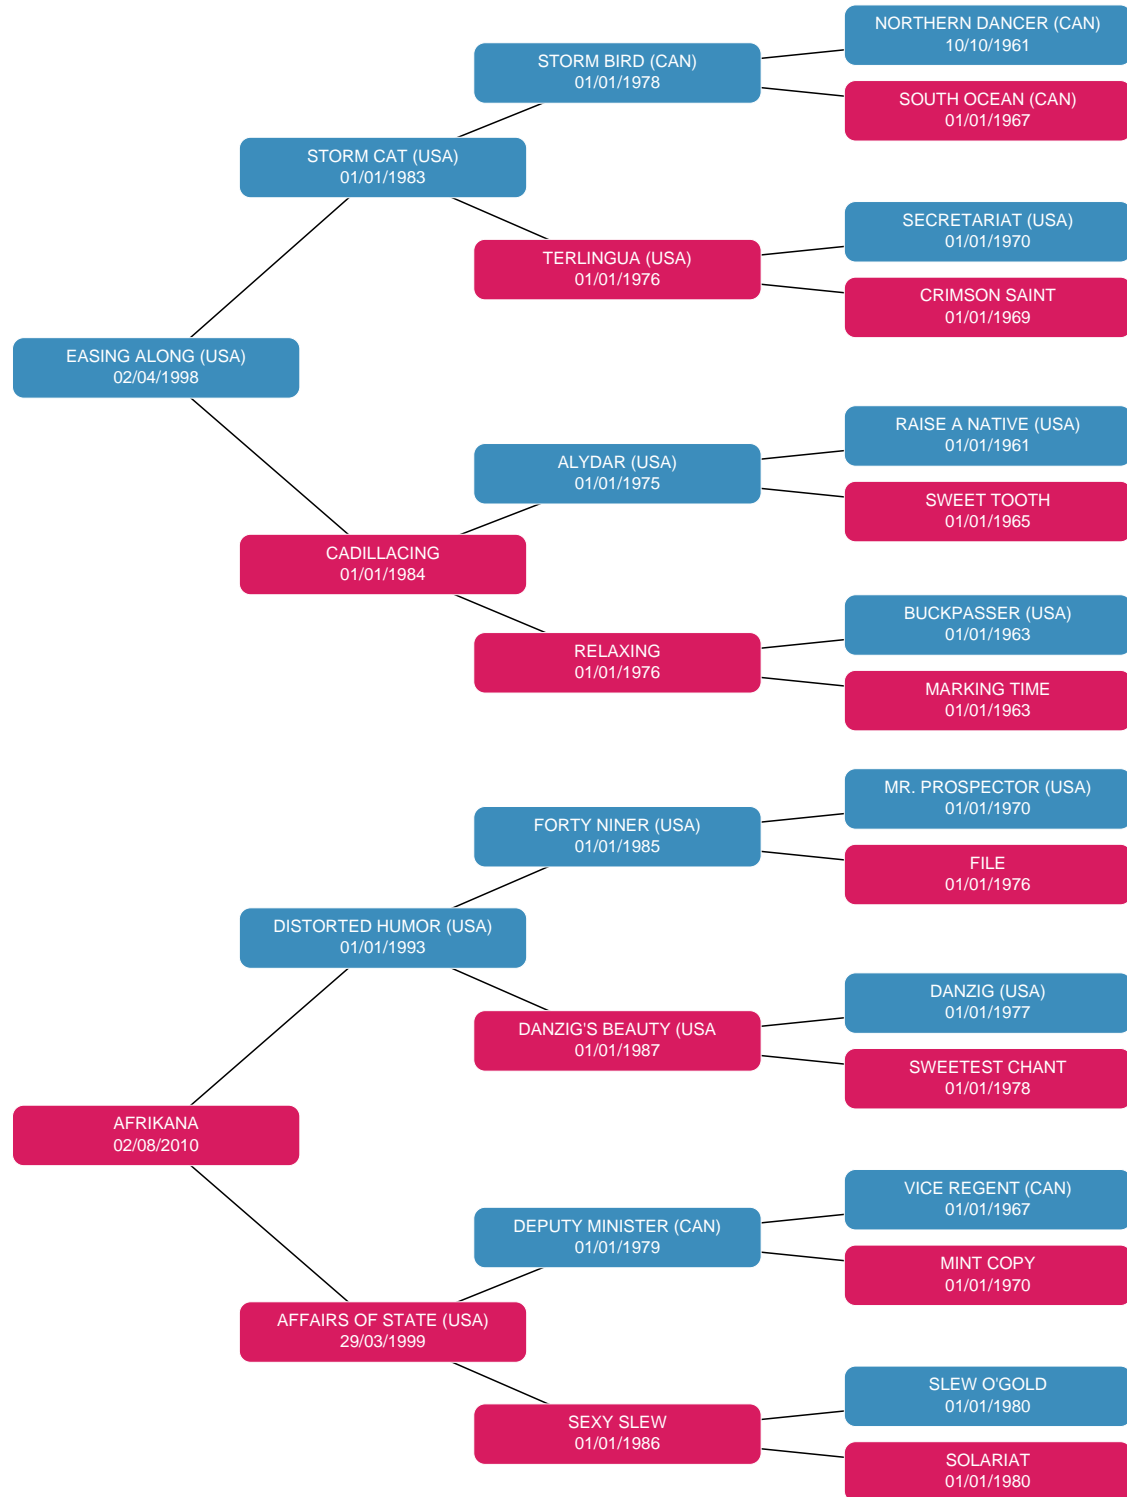 NORTHERN DANCER (CAN)
10/10/1961
STORM BIRD (CAN)
01/01/1978
SOUTH OCEAN (CAN)
01/01/1967
STORM CAT (USA)
01/01/1983
SECRETARIAT (USA)
01/01/1970
TERLINGUA (USA)
01/01/1976
CRIMSON SAINT
01/01/1969
EASING ALONG (USA)
02/04/1998
RAISE A NATIVE (USA)
01/01/1961
ALYDAR (USA)
01/01/1975
SWEET TOOTH
01/01/1965
CADILLACING
01/01/1984
BUCKPASSER (USA)
01/01/1963
RELAXING
01/01/1976
MARKING TIME
01/01/1963
MR. PROSPECTOR (USA)
01/01/1970
FORTY NINER (USA)
01/01/1985
FILE
01/01/1976
DISTORTED HUMOR (USA)
01/01/1993
DANZIG (USA)
01/01/1977
DANZIG'S BEAUTY (USA
01/01/1987
SWEETEST CHANT
01/01/1978
AFRIKANA
02/08/2010
VICE REGENT (CAN)
01/01/1967
DEPUTY MINISTER (CAN)
01/01/1979
MINT COPY
01/01/1970
AFFAIRS OF STATE (USA)
29/03/1999
SLEW O'GOLD
01/01/1980
SEXY SLEW
01/01/1986
SOLARIAT
01/01/1980